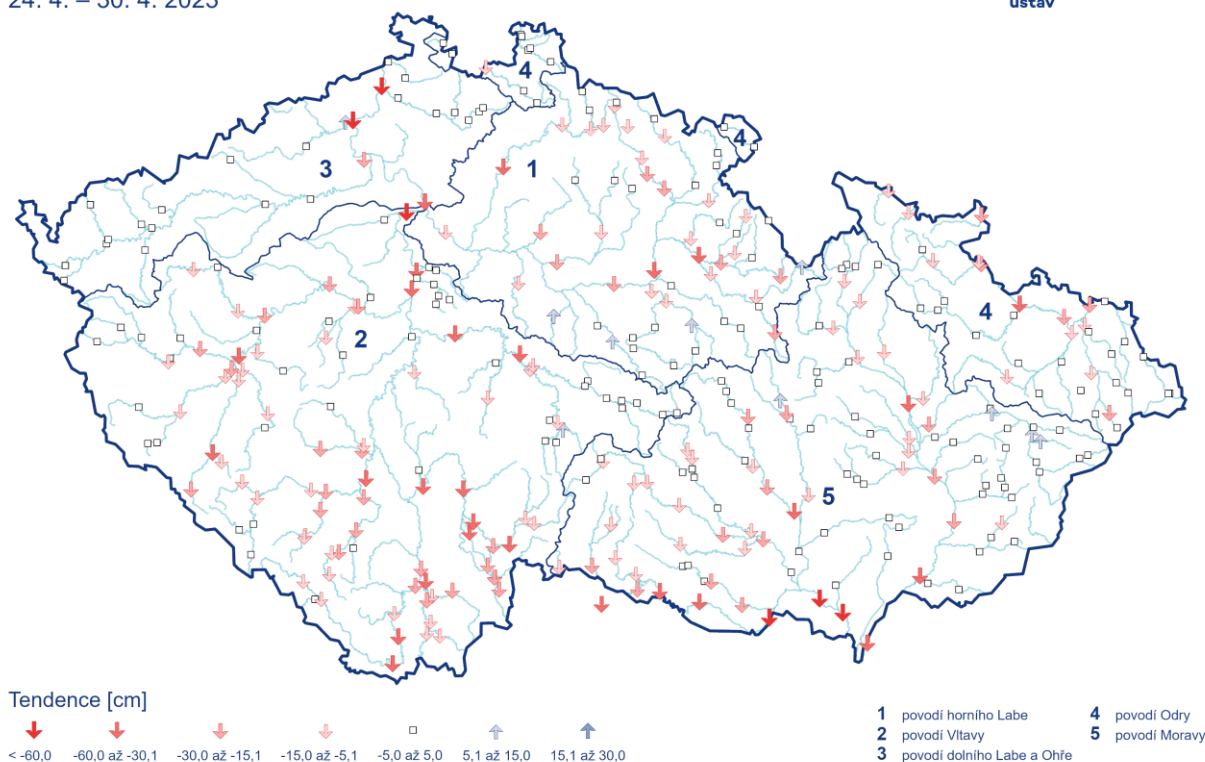 24. 4. – 30. 4. 2023
ústav
4
4
3
1
2
4
5
Tendence [cm]
< -60,0
-60,0 až -30,1
-30,0 až -15,1
-15,0 až -5,1
-5,0 až 5,0
5,1 až 15,0
15,1 až 30,0
1 povodí horního Labe
2 povodí Vltavy
3 povodí dolního Labe a Ohře
4 povodí Odry
5 povodí Moravy